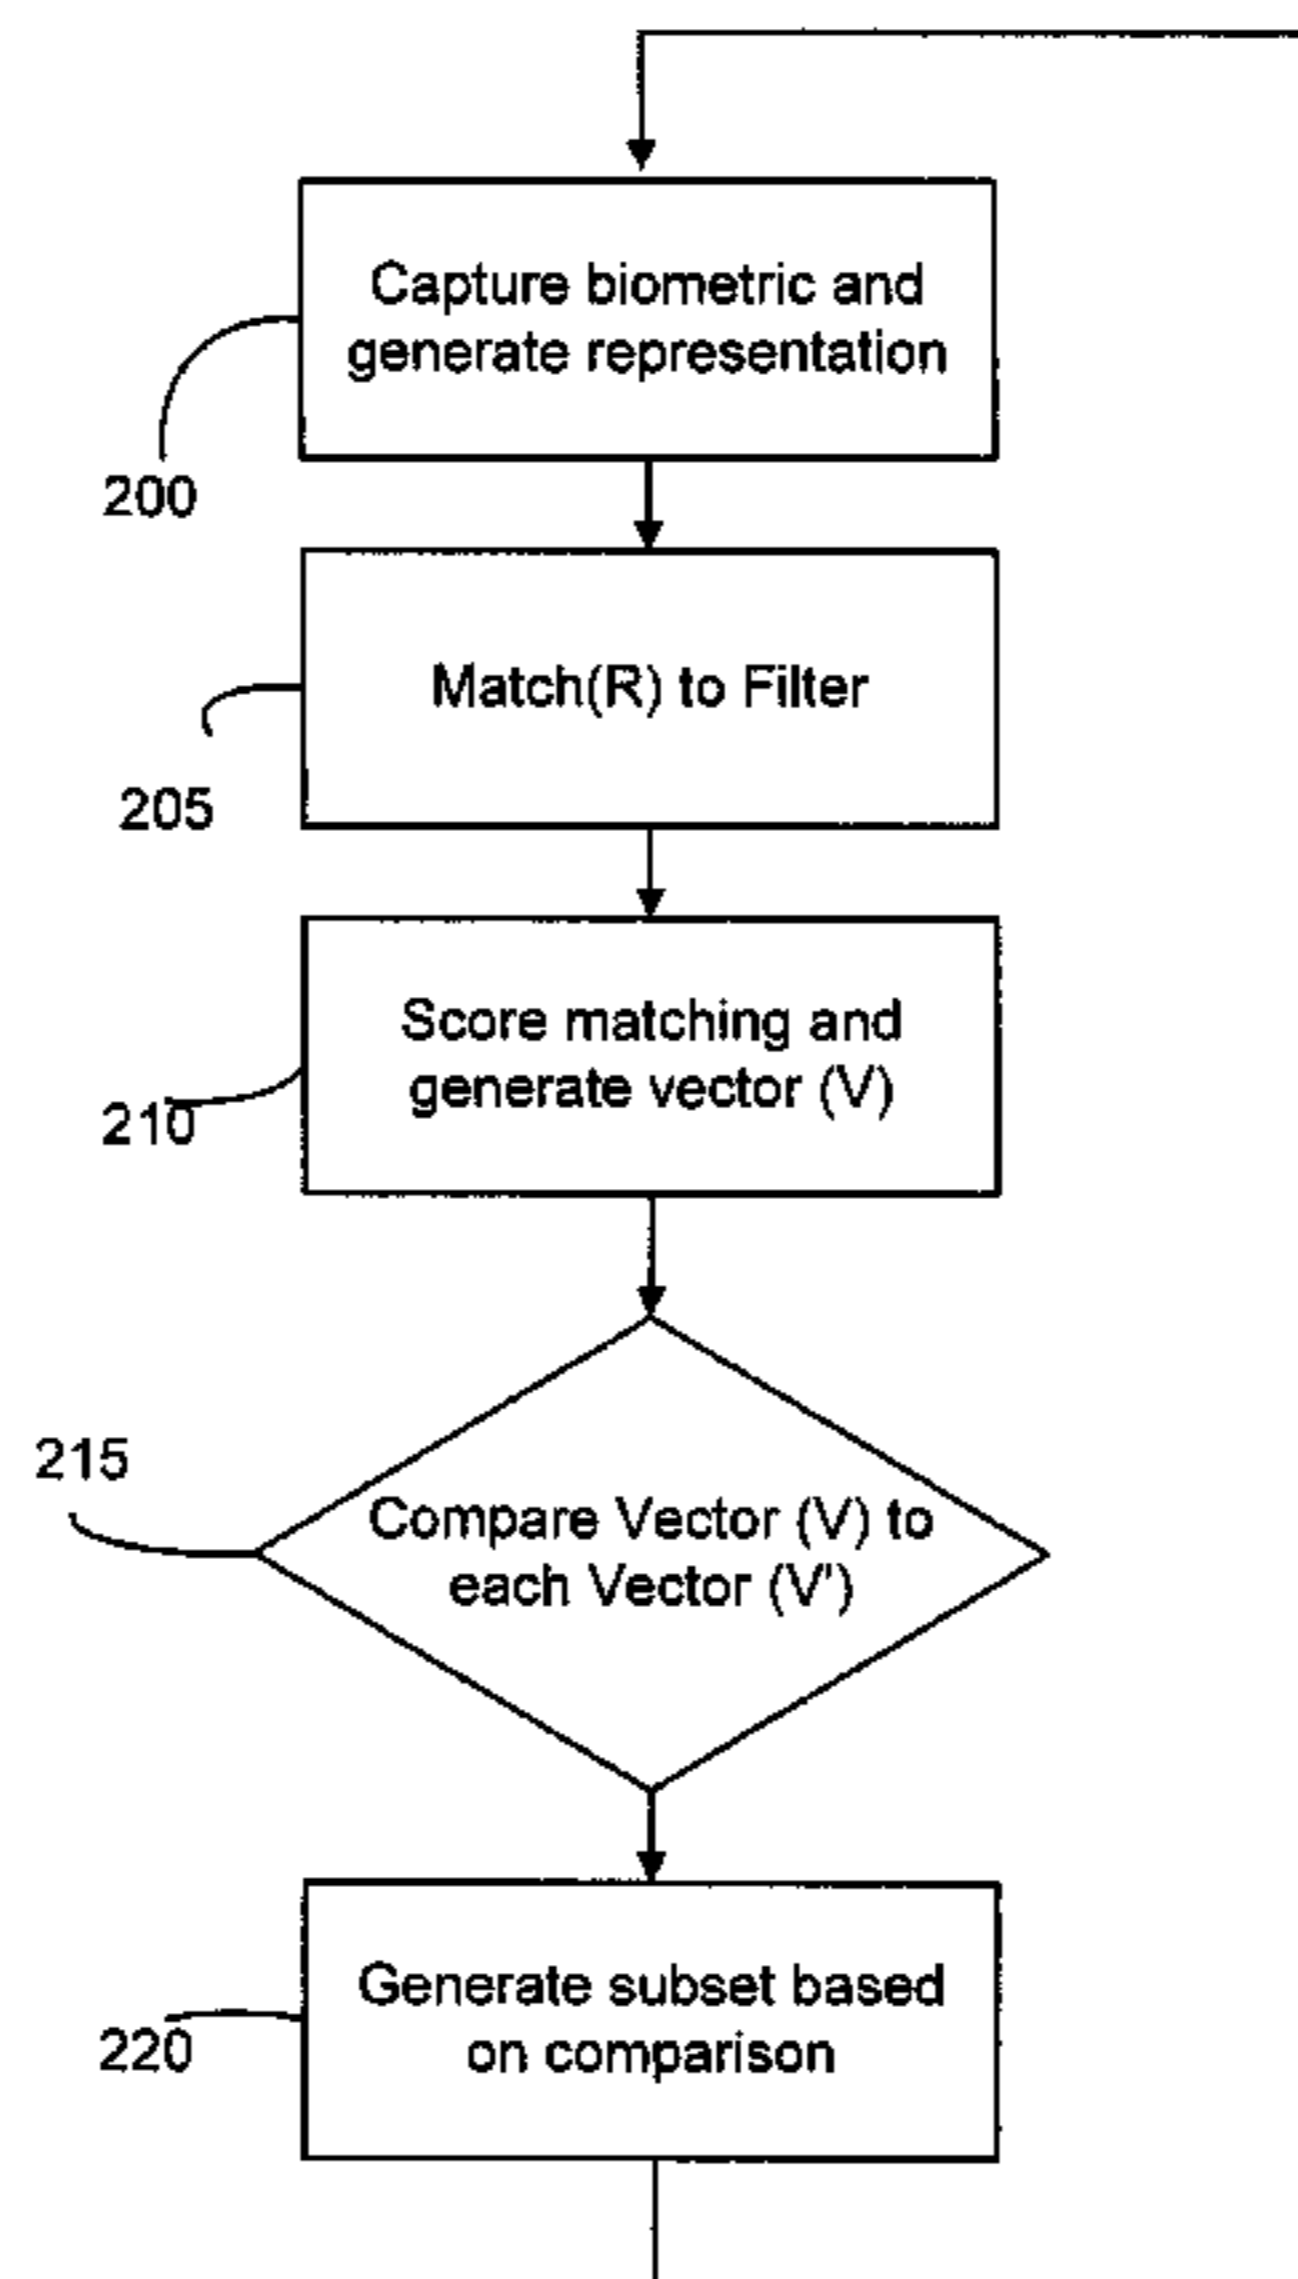 Capture biometric and
generate representation
200
Match(R) to Filter
205
Score matching and
generate vector (V)
210
215
Compare Vector (V) to
each Vector (V')
Generate subset based
on comparison
220